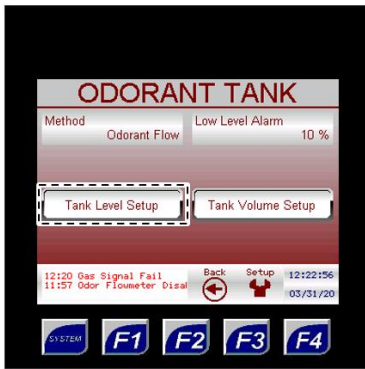 ODORANT TANK
Method
Odorant Flow
Low Level Alarm
10 %
Tank Level Setup
Tank Volume Setup
12:20 Gas Signal Fail
11:57 Odor Flowmeter Disal
Back
Setup
12:22:56
03/31/20
SYSTEM
F1
F2
F3
F4